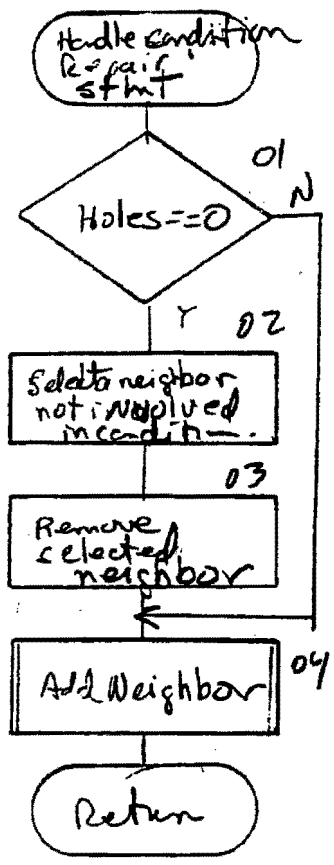 Handle condition
Repair
stmt
01
Holes==0
N
Y
02
Select a neighbor
not involved
in condition.
03
Remove
selected
neighbor
04
Add Neighbor
Return